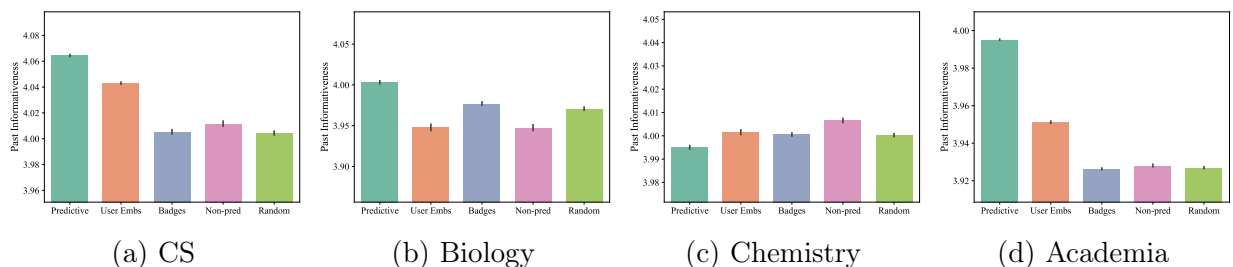 Past Informativeness
4.08
4.06
4.04
4.02
4.00
3.98
3.96
Predictive User Embs Badges Non-pred Random
(a) CS
Past Informativeness
4.05
4.00
3.95
3.90
Predictive User Embs Badges Non-pred Random
(b) Biology
Past Informativeness
4.05
4.04
4.03
4.02
4.01
4.00
3.99
3.98
Predictive User Embs Badges Non-pred Random
(c) Chemistry
Past Informativeness
4.00
3.98
3.96
3.94
3.92
Predictive User Embs Badges Non-pred Random
(d) Academia